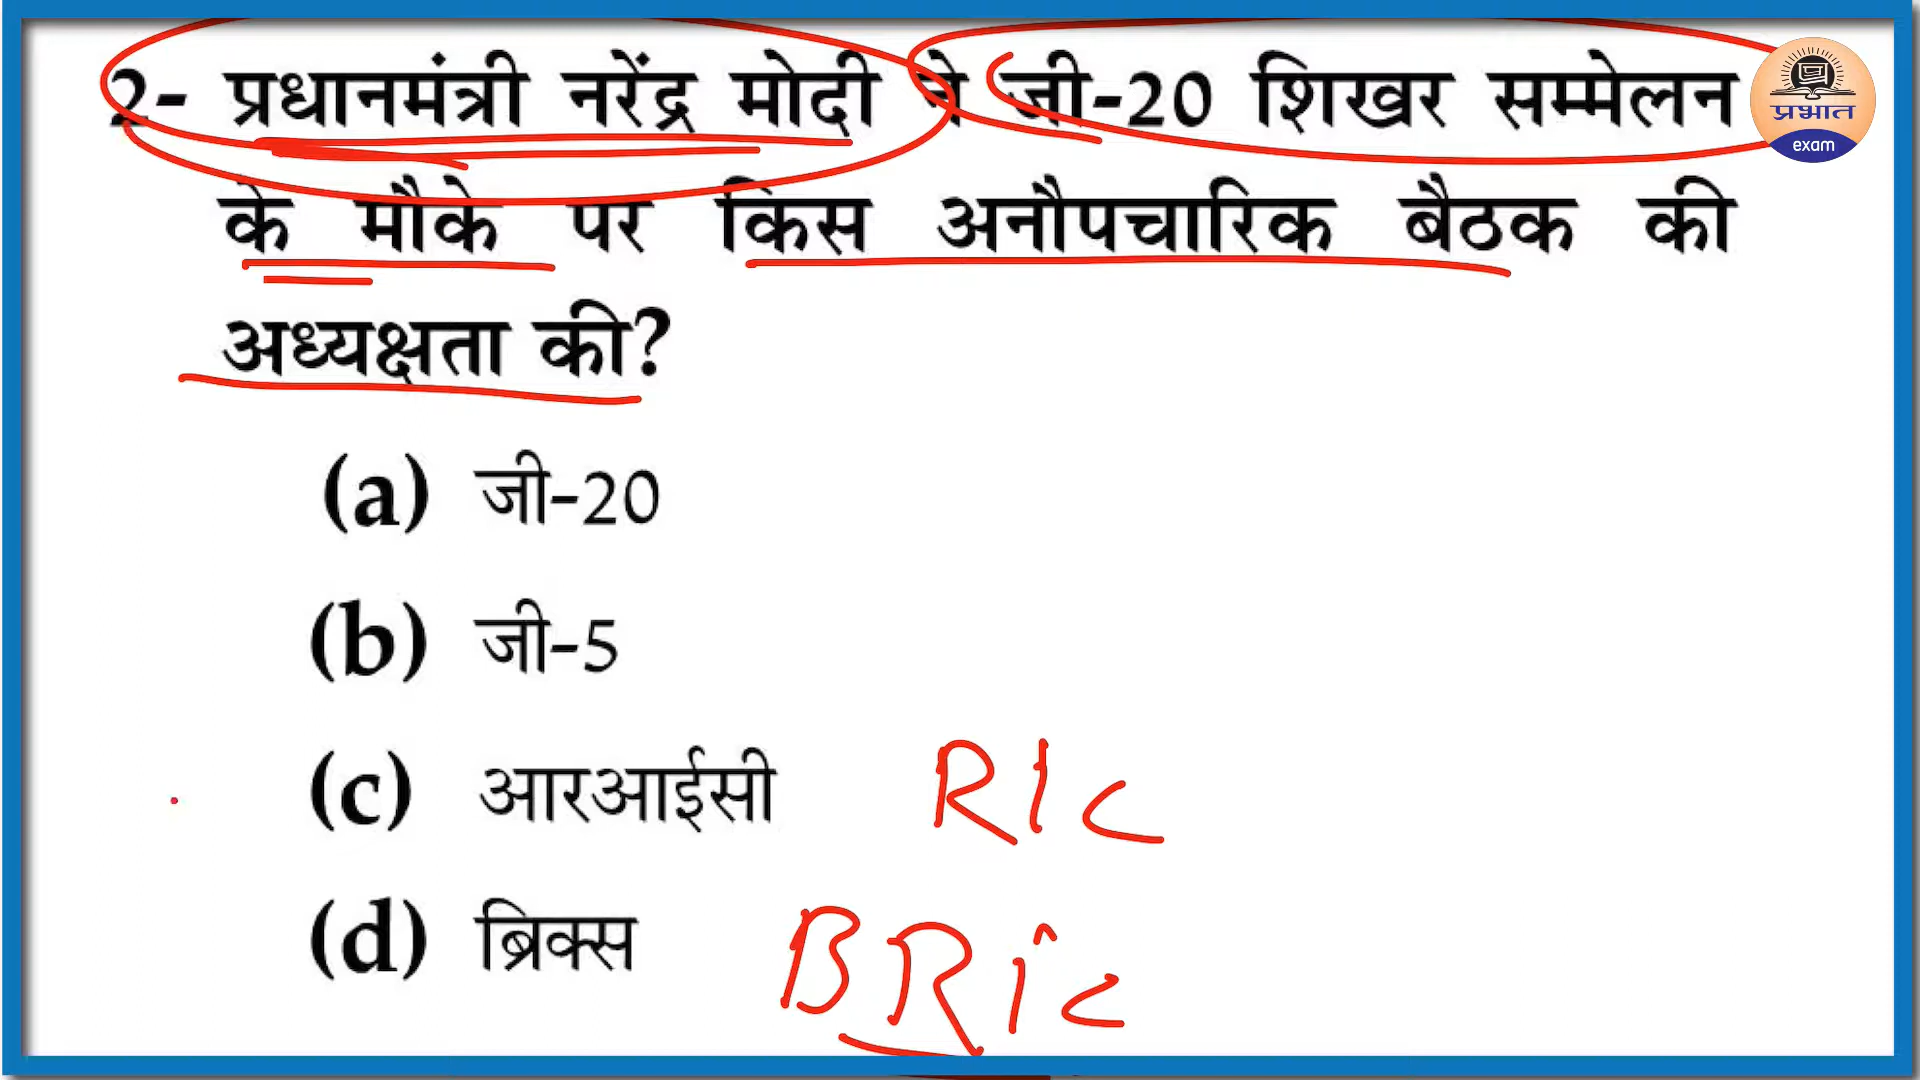 2- प्रधानमंत्री नरेंद्र मोदी ने जी-20 शिखर सम्मेलन
के मौके पर किस अनौपचारिक बैठक की
अध्यक्षता की?
(a) जी-20
(b) जी-5
(c) आरआईसी RIC
(d) ब्रिक्स BRIC
प्रभात
exam